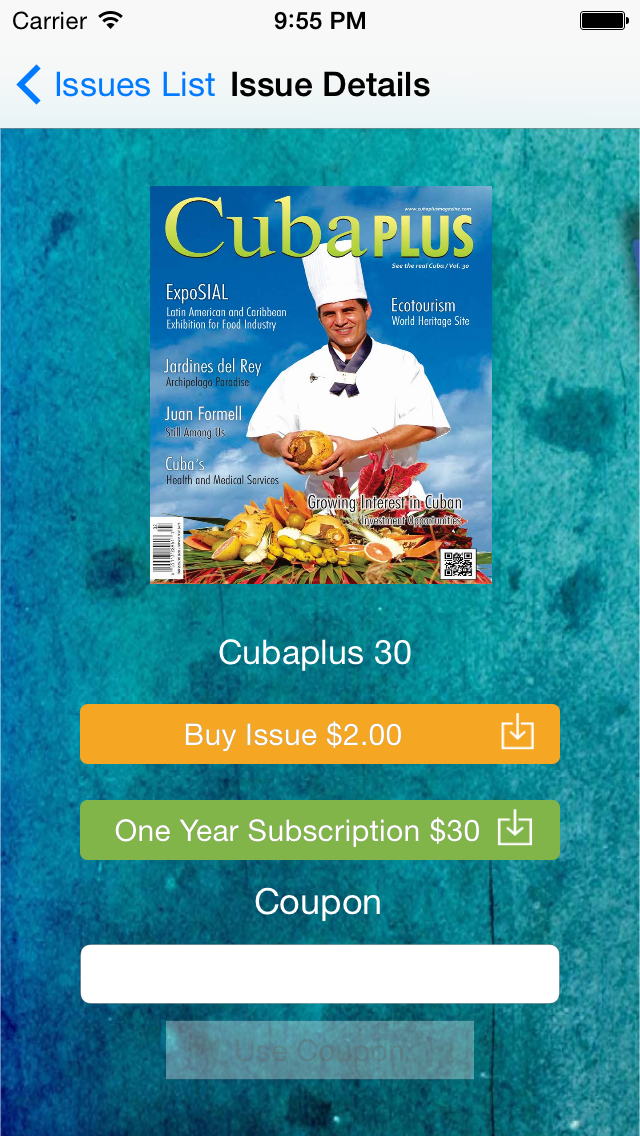 Carrier
9:55 PM
Issues List
Issue Details
www.cubaplusmagazine.com
CubaPLUS
See the real Cuba / Vol. 30
ExpoSIAL
Latin American and Caribbean
Exhibition for Food Industry
Ecotourism
World Heritage Site
Jardines del Rey
Archipelago Paradise
Juan Formell
Still Among Us
Cuba's
Health and Medical Services
Growing Interest in Cuban
Investment Opportunities
Cubaplus 30
Buy Issue $2.00
One Year Subscription $30
Coupon
Use Coupon